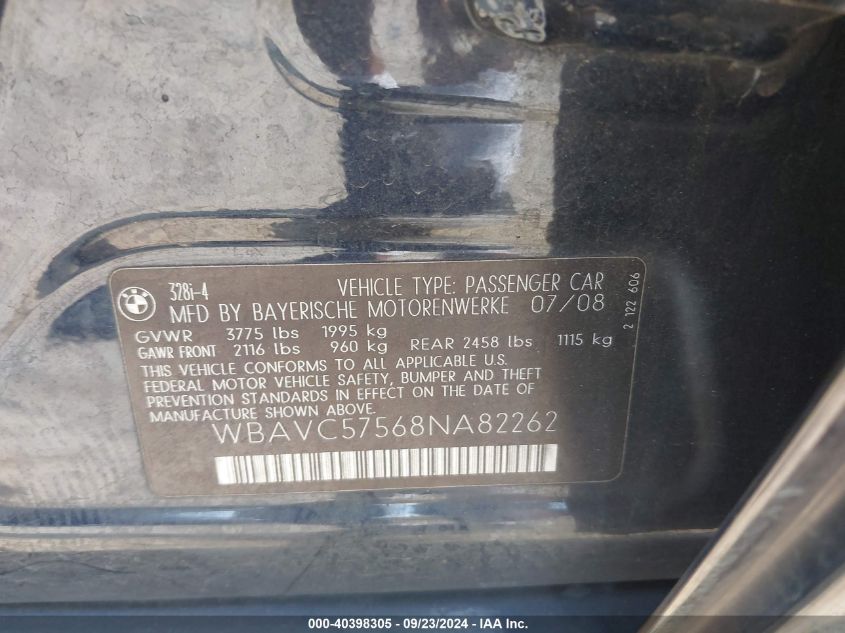 BMW
328i-4 VEHICLE TYPE: PASSENGER CAR
MFD BY BAYERISCHE MOTORENWERKE 07/08
GVWR 3775 lbs 1995 kg
GAWR FRONT 2116 lbs 960 kg REAR 2458 lbs 1115 kg
THIS VEHICLE CONFORMS TO ALL APPLICABLE U.S.
FEDERAL MOTOR VEHICLE SAFETY, BUMPER AND THEFT
PREVENTION STANDARDS IN EFFECT ON THE DATE OF
MANUFACTURE SHOWN ABOVE.
WBAVC57568NA82262
2 122 606
000-40398305 - 09/23/2024 - IAAI.COM